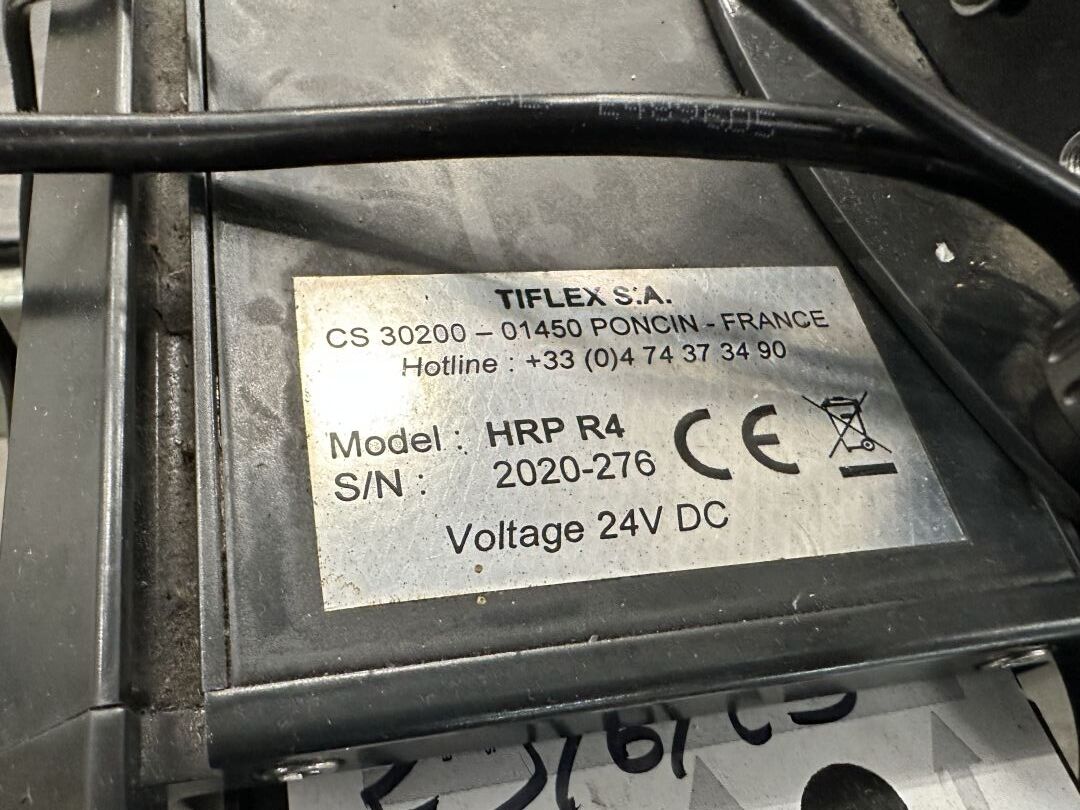 TIFLEX S.A.
CS 30200 – 01450 PONCIN - FRANCE
Hotline : +33 (0)4 74 37 34 90
Model : HRP R4
S/N : 2020-276
CE
Voltage 24V DC